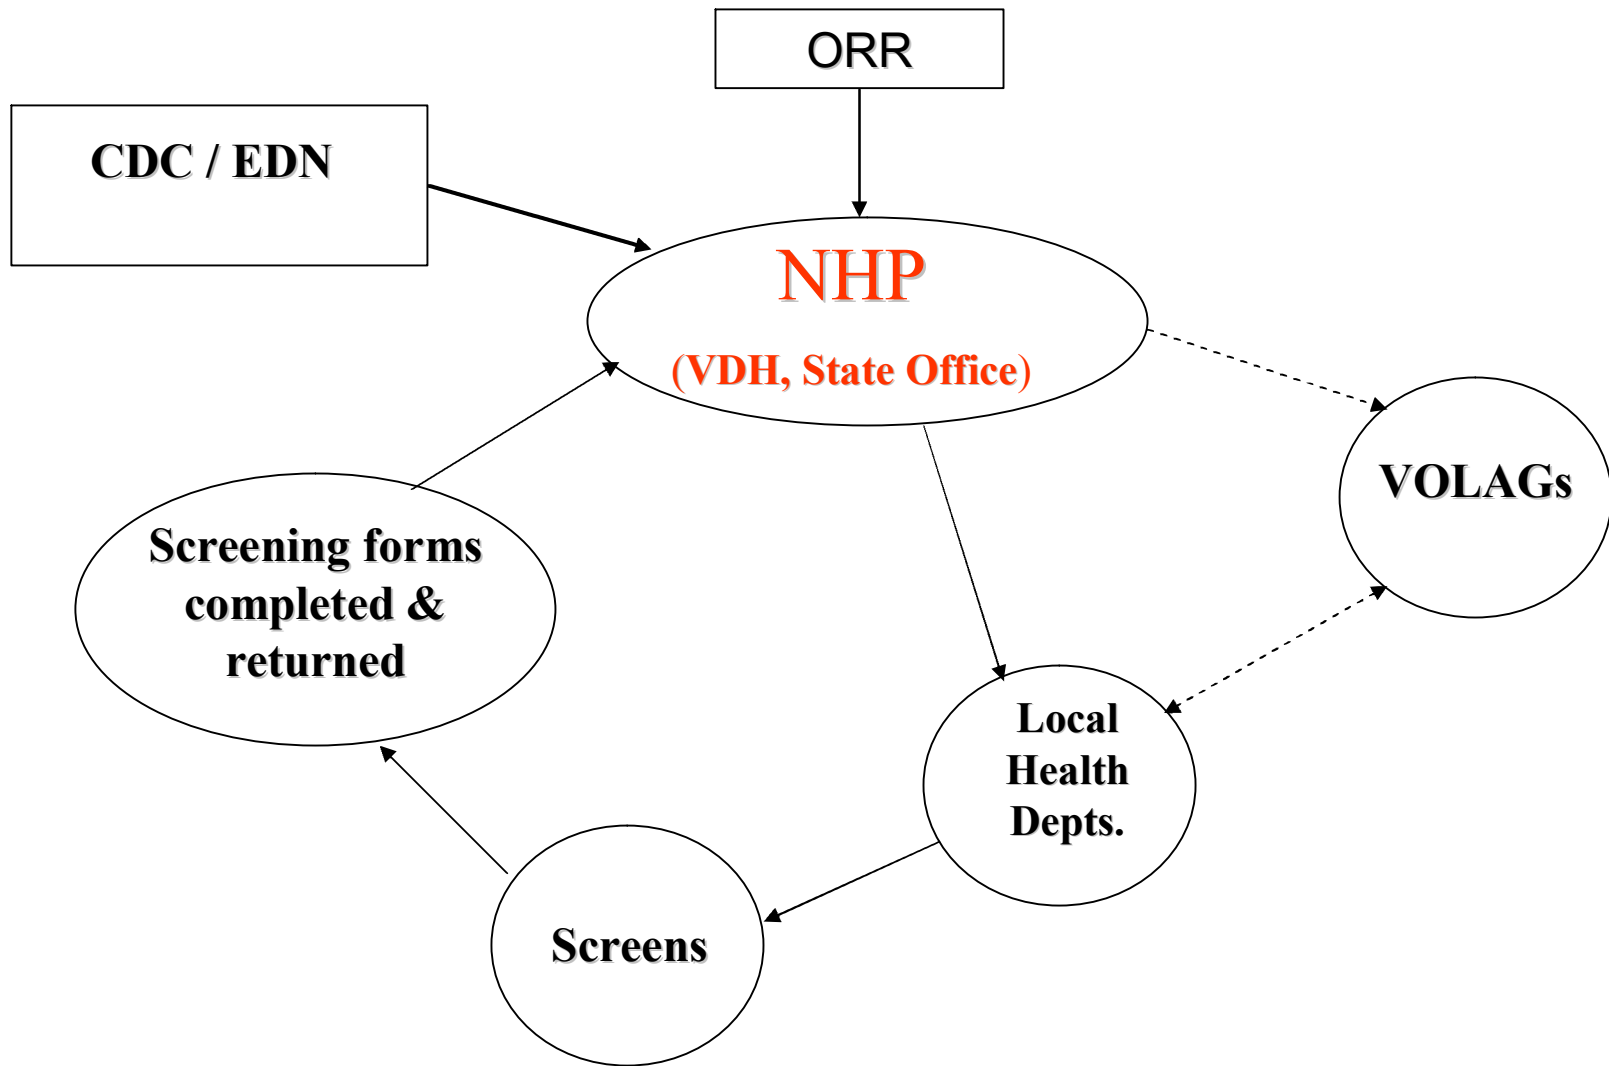 ORR
CDC / EDN
NHP
(VDH, State Office)
VOLAGs
Screening forms
completed &
returned
Local
Health
Depts.
Screens